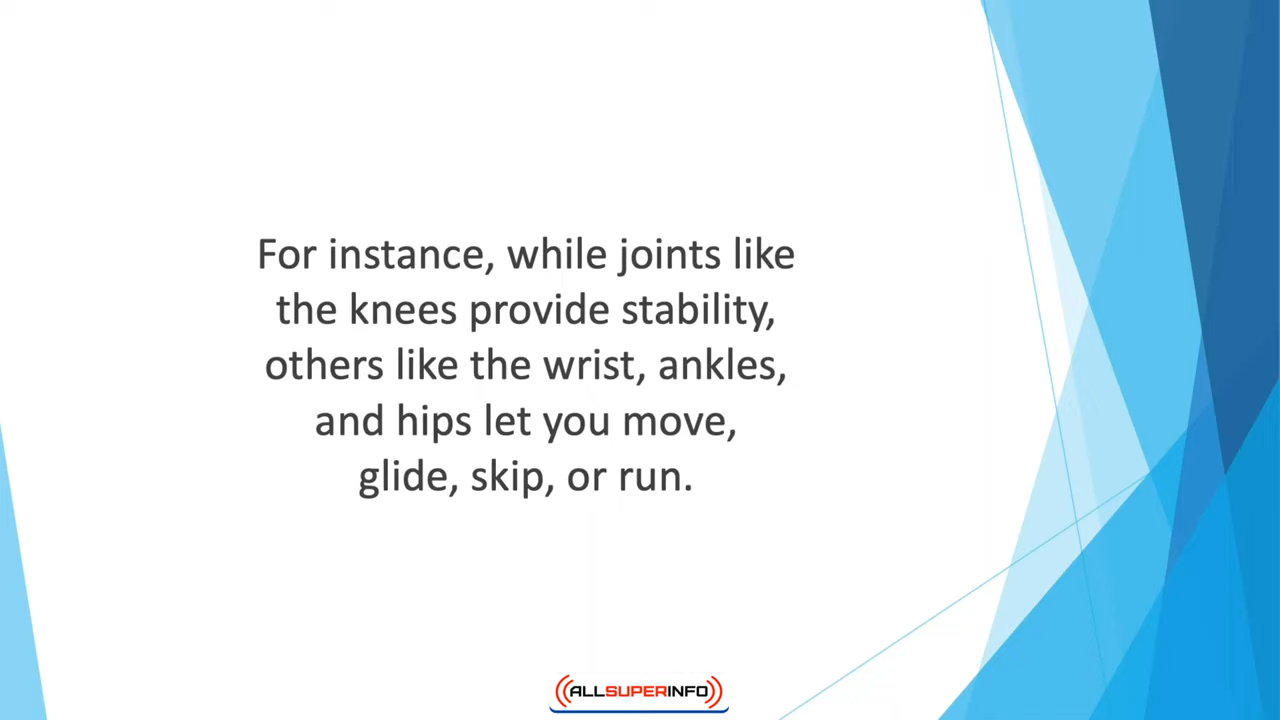 For instance, while joints like
the knees provide stability,
others like the wrist, ankles,
and hips let you move,
glide, skip, or run.
ALLSUPERINFO